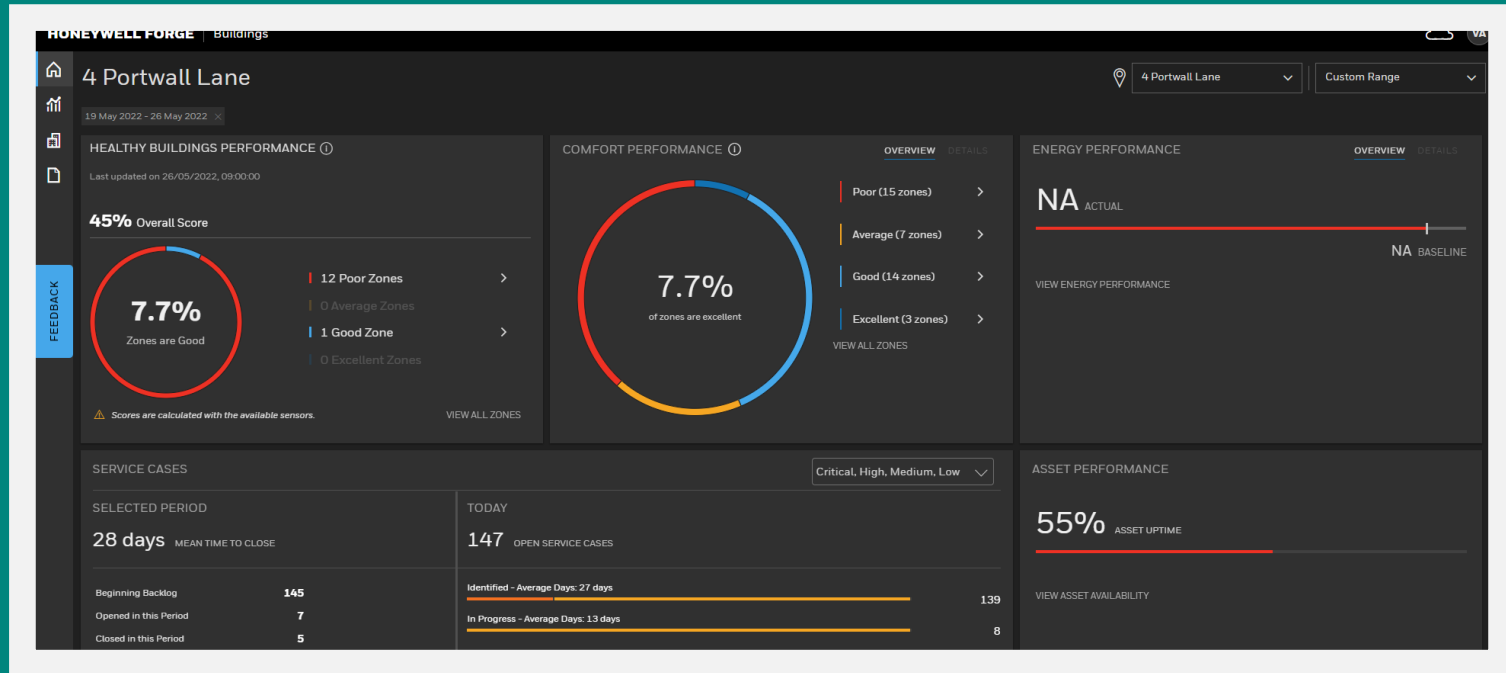 HONEYWELL FORGE | Buildings
VA
4 Portwall Lane
4 Portwall Lane
Custom Range
19 May 2022 - 26 May 2022 ×
HEALTHY BUILDINGS PERFORMANCE
Last updated on 26/05/2022, 09:00:00
45% Overall Score
7.7%
Zones are Good
12 Poor Zones
0 Average Zones
1 Good Zone
0 Excellent Zones
Scores are calculated with the available sensors.
VIEW ALL ZONES
COMFORT PERFORMANCE
OVERVIEW DETAILS
7.7%
of zones are excellent
Poor (15 zones)
Average (7 zones)
Good (14 zones)
Excellent (3 zones)
VIEW ALL ZONES
ENERGY PERFORMANCE
OVERVIEW DETAILS
NA ACTUAL
NA BASELINE
VIEW ENERGY PERFORMANCE
FEEDBACK
SERVICE CASES
Critical, High, Medium, Low
SELECTED PERIOD
28 days MEAN TIME TO CLOSE
Beginning Backlog 145
Opened in this Period 7
Closed in this Period 5
TODAY
147 OPEN SERVICE CASES
Identified - Average Days: 27 days
139
In Progress - Average Days: 13 days
8
ASSET PERFORMANCE
55% ASSET UPTIME
VIEW ASSET AVAILABILITY